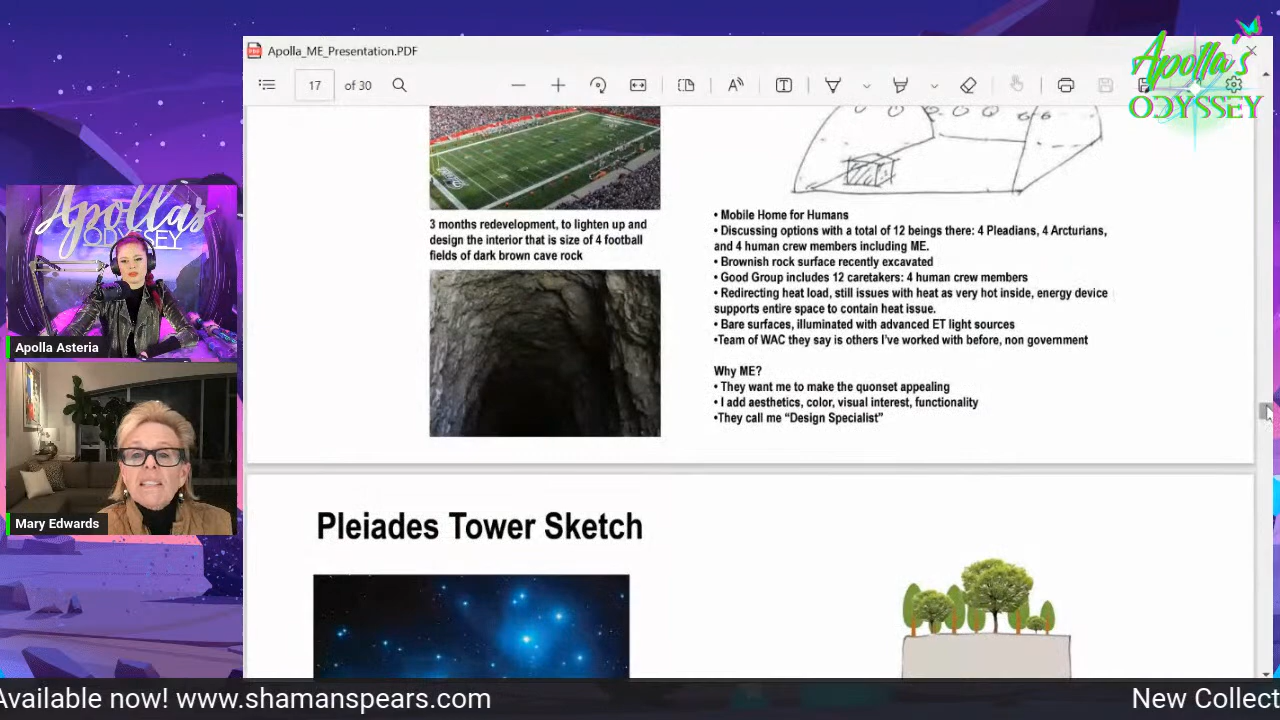 Apolla_ME_Presentation.PDF
17 of 30
Apolla's
ODYSSEY
3 months redevelopment, to lighten up and
design the interior that is size of 4 football
fields of dark brown cave rock
• Mobile Home for Humans
• Discussing options with a total of 12 beings there: 4 Pleadians, 4 Arcturians,
and 4 human crew members including ME.
• Brownish rock surface recently excavated
• Good Group includes 12 caretakers: 4 human crew members
• Redirecting heat load, still issues with heat as very hot inside, energy device
supports entire space to contain heat issue.
• Bare surfaces, illuminated with advanced ET light sources
•Team of WAC they say is others I've worked with before, non government
Why ME?
• They want me to make the quonset appealing
• I add aesthetics, color, visual interest, functionality
•They call me “Design Specialist”
Apollas
ODYSSEY
Apolla Asteria
Mary Edwards
Pleiades Tower Sketch
Available now! www.shamanspears.com
New Collect